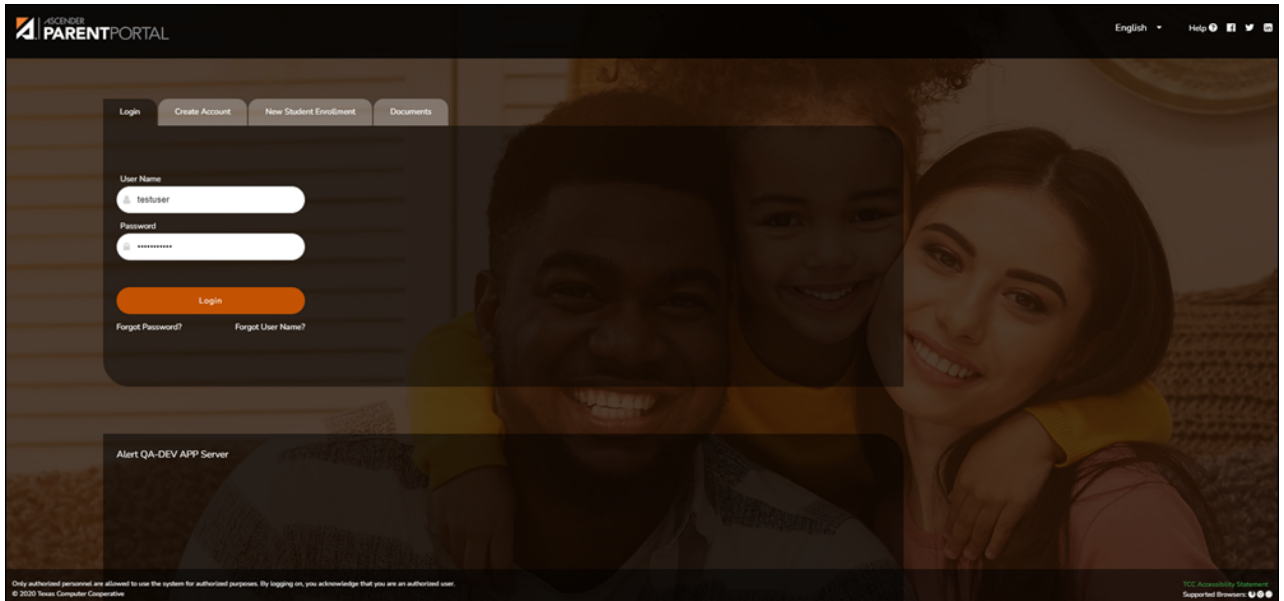 ASCENDER
PARENTPORTAL
English
Help
Login
Create Account
New Student Enrollment
Documents
User Name
testuser
Password
Login
Forgot Password?
Forgot User Name?
Alert QA-DEV APP Server
Only authorized personnel are allowed to use the system for authorized purposes. By logging on, you acknowledge that you are an authorized user.
© 2020 Texas Computer Cooperative
TCC Accessibility Statement
Supported Browsers: